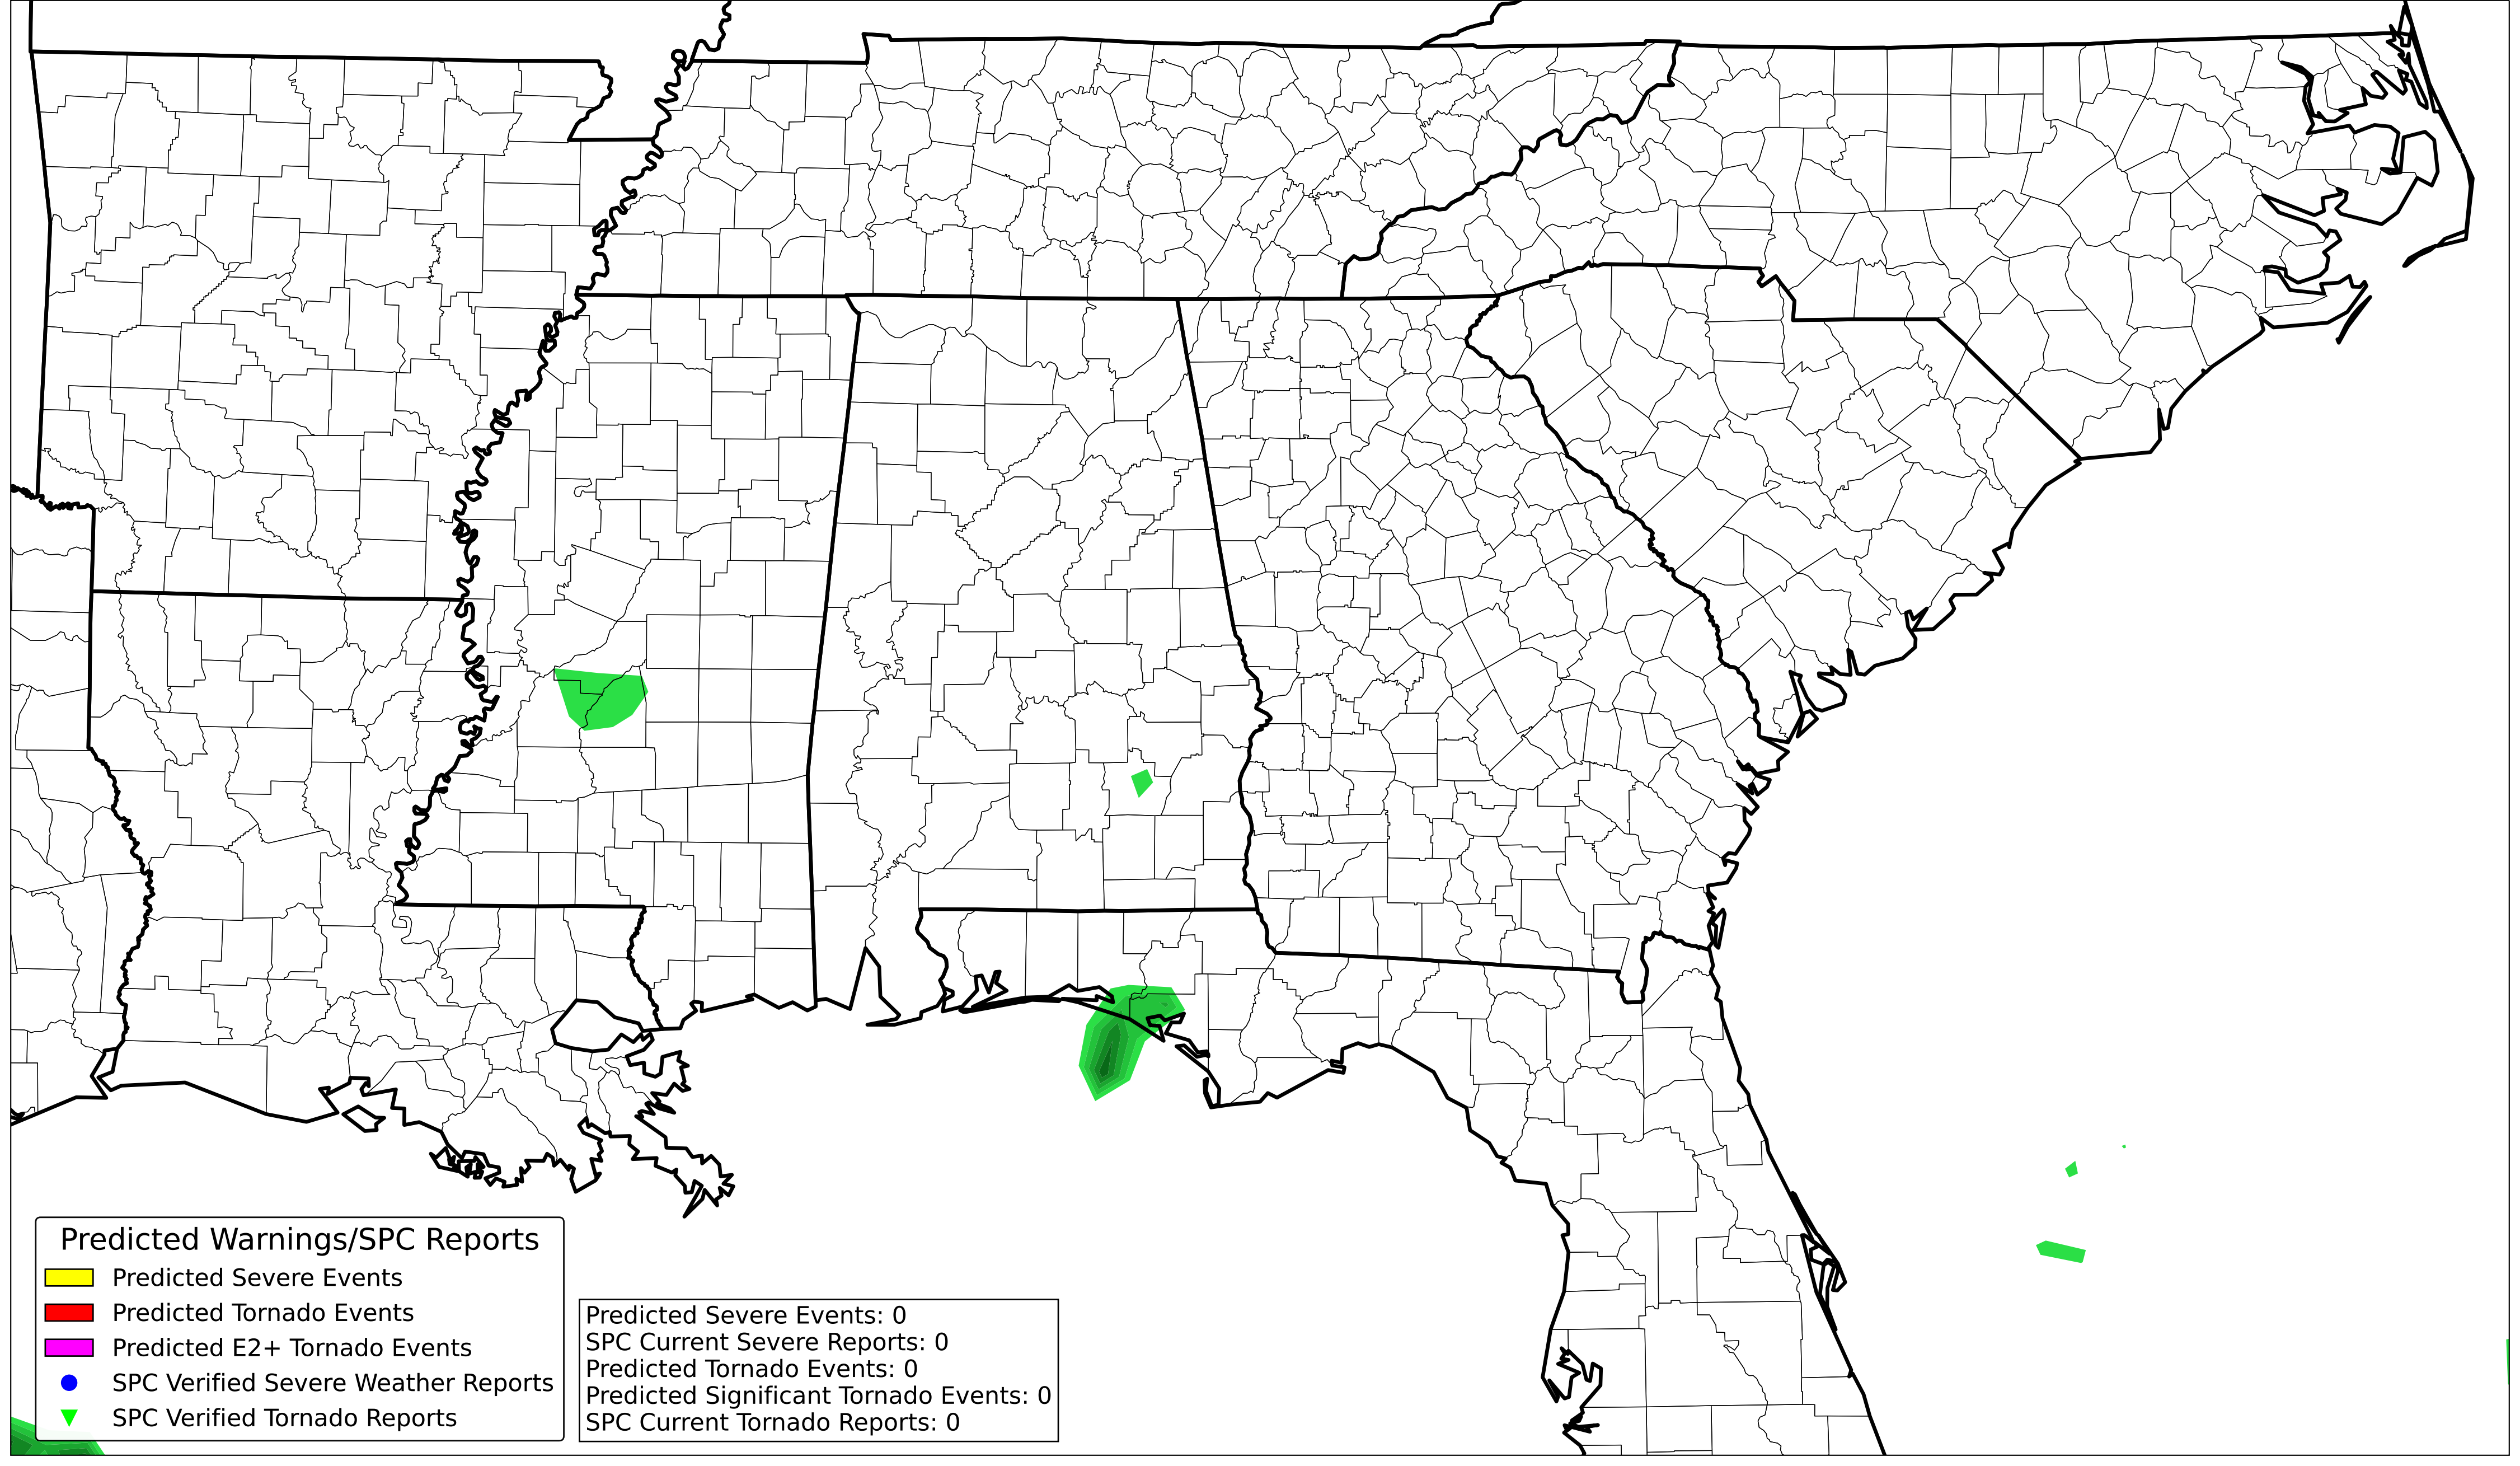 Predicted Warnings/SPC Reports
Predicted Severe Events
Predicted Tornado Events
Predicted E2+ Tornado Events
SPC Verified Severe Weather Reports
SPC Verified Tornado Reports
Predicted Severe Events: 0
SPC Current Severe Reports: 0
Predicted Tornado Events: 0
Predicted Significant Tornado Events: 0
SPC Current Tornado Reports: 0